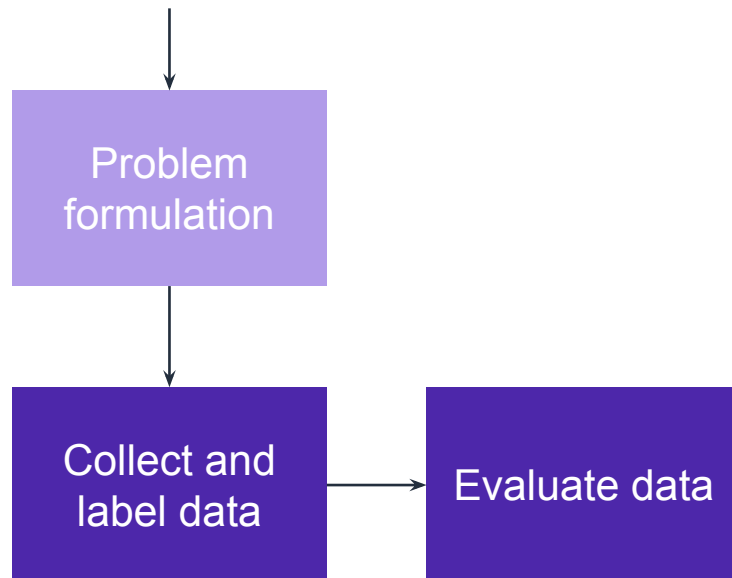 Problem
formulation
Collect and
label data
Evaluate data